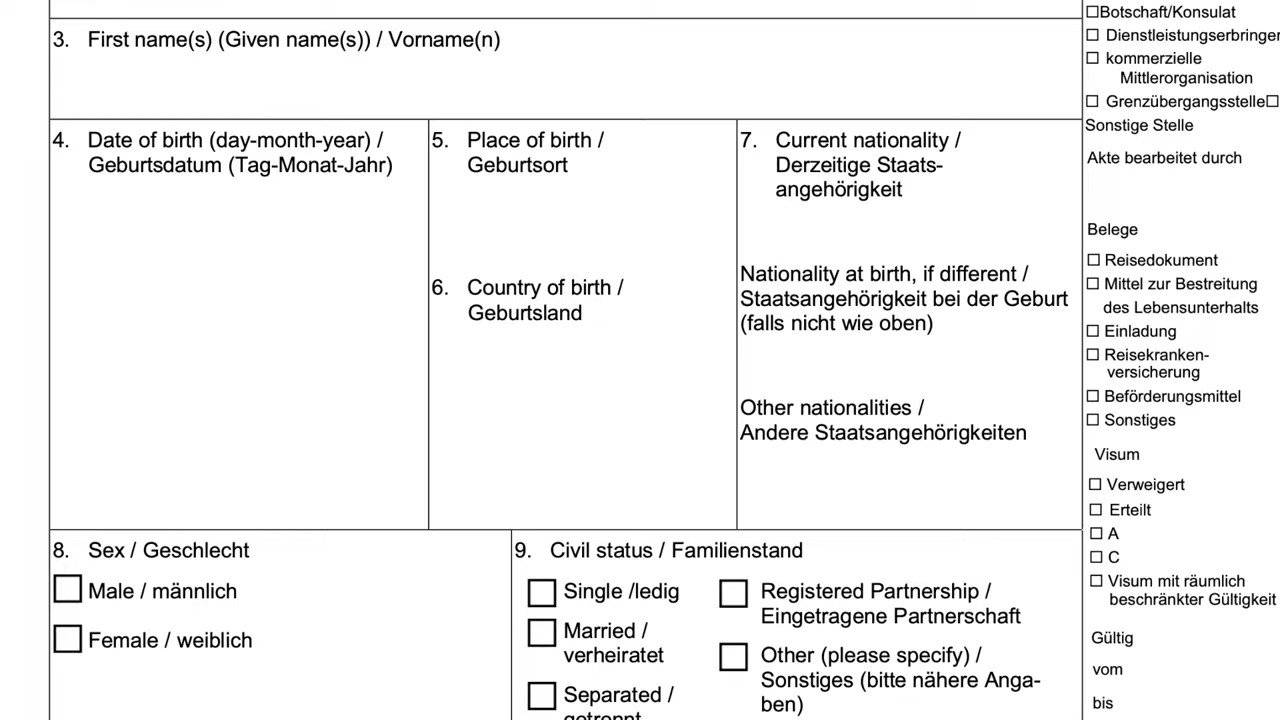 3. First name(s) (Given name(s)) / Vorname(n)
4. Date of birth (day-month-year) /
Geburtsdatum (Tag-Monat-Jahr)
5. Place of birth /
Geburtsort
6. Country of birth /
Geburtsland
7. Current nationality /
Derzeitige Staats-
angehörigkeit
Nationality at birth, if different /
Staatsangehörigkeit bei der Geburt
(falls nicht wie oben)
Other nationalities /
Andere Staatsangehörigkeiten
8. Sex / Geschlecht
☐ Male / männlich
☐ Female / weiblich
9. Civil status / Familienstand
☐ Single /ledig
☐ Married /
verheiratet
☐ Separated /
getrennt
☐ Registered Partnership /
Eingetragene Partnerschaft
☐ Other (please specify) /
Sonstiges (bitte nähere Anga-
ben)
☐Botschaft/Konsulat
☐ Dienstleistungserbringer
☐ kommerzielle
Mittlerorganisation
☐ Grenzübergangsstelle☐
Sonstige Stelle
Akte bearbeitet durch
Belege
☐ Reisedokument
☐ Mittel zur Bestreitung
des Lebensunterhalts
☐ Einladung
☐ Reisekranken-
versicherung
☐ Beförderungsmittel
☐ Sonstiges
Visum
☐ Verweigert
☐ Erteilt
☐ A
☐ C
☐ Visum mit räumlich
beschränkter Gültigkeit
Gültig
vom
bis